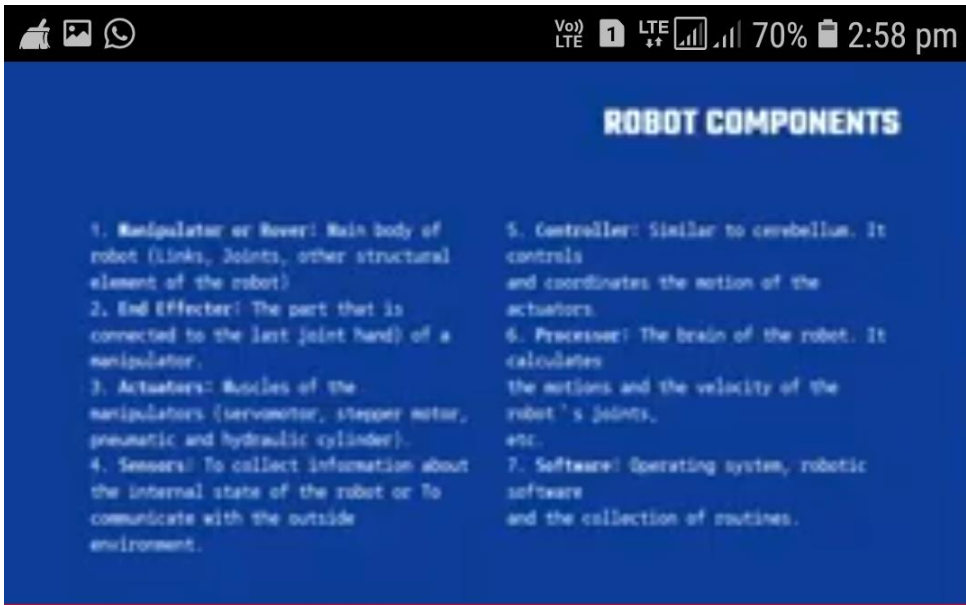 Vo)) LTE 1 LTE 70% 2:58 pm
ROBOT COMPONENTS
1. Manipulator or Rover: Main body of
robot (Links, Joints, other structural
element of the robot)
2. End Effecter: The part that is
connected to the last joint hand) of a
manipulator.
3. Actuators: Muscles of the
manipulators (servomotor, stepper motor,
pneumatic and hydraulic cylinder).
4. Sensors: To collect information about
the internal state of the robot or To
communicate with the outside
environment.
5. Controller: Similar to cerebellum. It
controls
and coordinates the motion of the
actuators.
6. Processor: The brain of the robot. It
calculates
the motions and the velocity of the
robot's joints,
etc.
7. Software: Operating system, robotic
software
and the collection of routines.